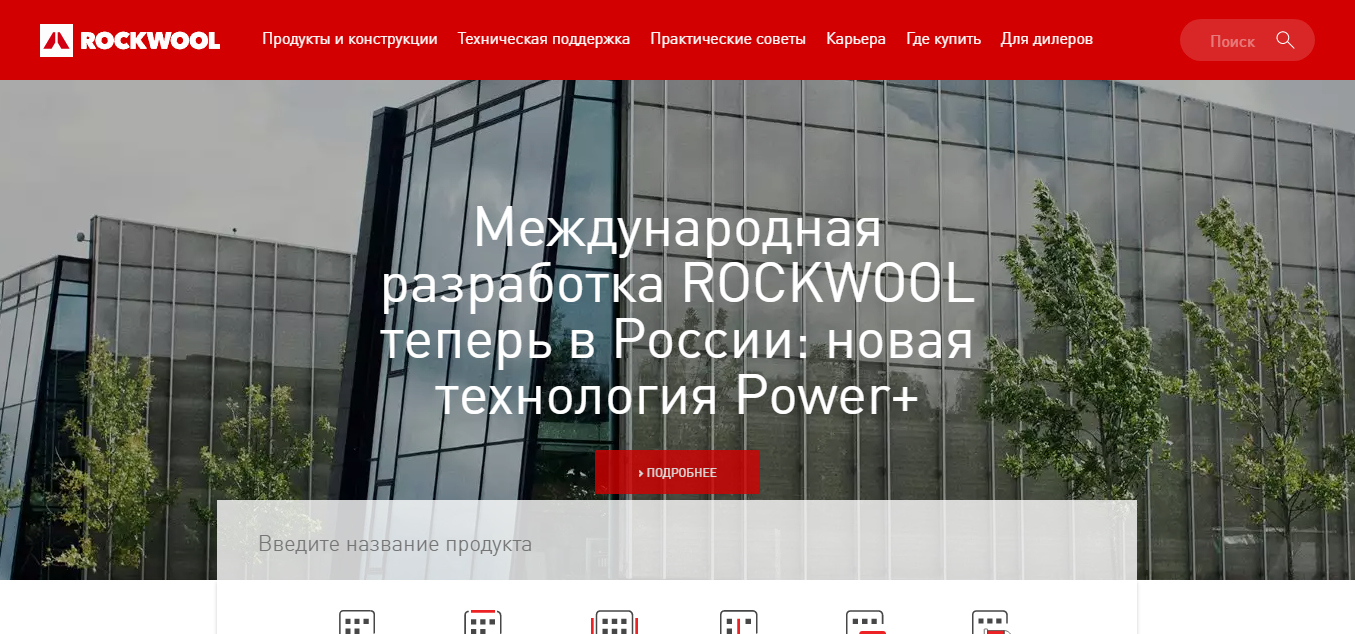 ROCKWOOL
Продукты и конструкции Техническая поддержка Практические советы Карьера Где купить Для дилеров
Поиск
Международная
разработка ROCKWOOL
теперь в России: новая
технология Power+
› ПОДРОБНЕЕ
Введите название продукта